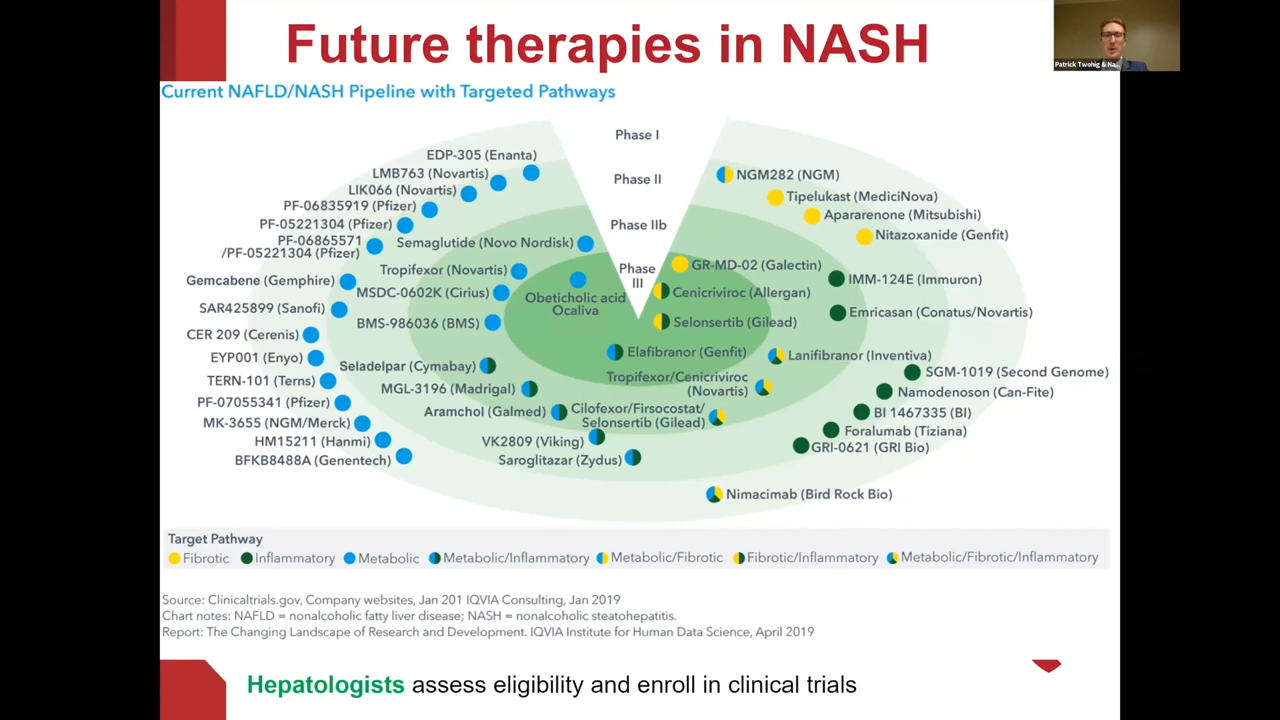 Future therapies in NASH
Patrick Twohig & Na...
Current NAFLD/NASH Pipeline with Targeted Pathways
Phase I
Phase II
Phase IIb
Phase
III
EDP-305 (Enanta)
LMB763 (Novartis)
LIK066 (Novartis)
PF-06835919 (Pfizer)
PF-05221304 (Pfizer)
PF-06865571
/PF-05221304 (Pfizer)
Gemcabene (Gemphire)
SAR425899 (Sanofi)
CER 209 (Cerenis)
EYP001 (Enyo)
TERN-101 (Terns)
PF-07055341 (Pfizer)
MK-3655 (NGM/Merck)
HM15211 (Hanmi)
BFKB8488A (Genentech)
Semaglutide (Novo Nordisk)
Tropifexor (Novartis)
MSDC-0602K (Cirius)
BMS-986036 (BMS)
Seladelpar (Cymabay)
MGL-3196 (Madrigal)
Aramchol (Galmed)
VK2809 (Viking)
Saroglitazar (Zydus)
Obeticholic acid
Ocaliva
NGM282 (NGM)
Tipelukast (MediciNova)
Apararenone (Mitsubishi)
Nitazoxanide (Genfit)
GR-MD-02 (Galectin)
Cenicriviroc (Allergan)
Selonsertib (Gilead)
Elafibranor (Genfit)
Tropifexor/Cenicriviroc
(Novartis)
Cilofexor/Firsocostat/
Selonsertib (Gilead)
IMM-124E (Immuron)
Emricasan (Conatus/Novartis)
Lanifibranor (Inventiva)
SGM-1019 (Second Genome)
Namodenoson (Can-Fite)
BI 1467335 (BI)
Foralumab (Tiziana)
GRI-0621 (GRI Bio)
Nimacimab (Bird Rock Bio)
Target Pathway
Fibrotic Inflammatory Metabolic Metabolic/Inflammatory Metabolic/Fibrotic Fibrotic/Inflammatory Metabolic/Fibrotic/Inflammatory
Source: Clinicaltrials.gov, Company websites, Jan 201 IQVIA Consulting, Jan 2019
Chart notes: NAFLD = nonalcoholic fatty liver disease; NASH = nonalcoholic steatohepatitis.
Report: The Changing Landscape of Research and Development. IQVIA Institute for Human Data Science, April 2019
Hepatologists assess eligibility and enroll in clinical trials